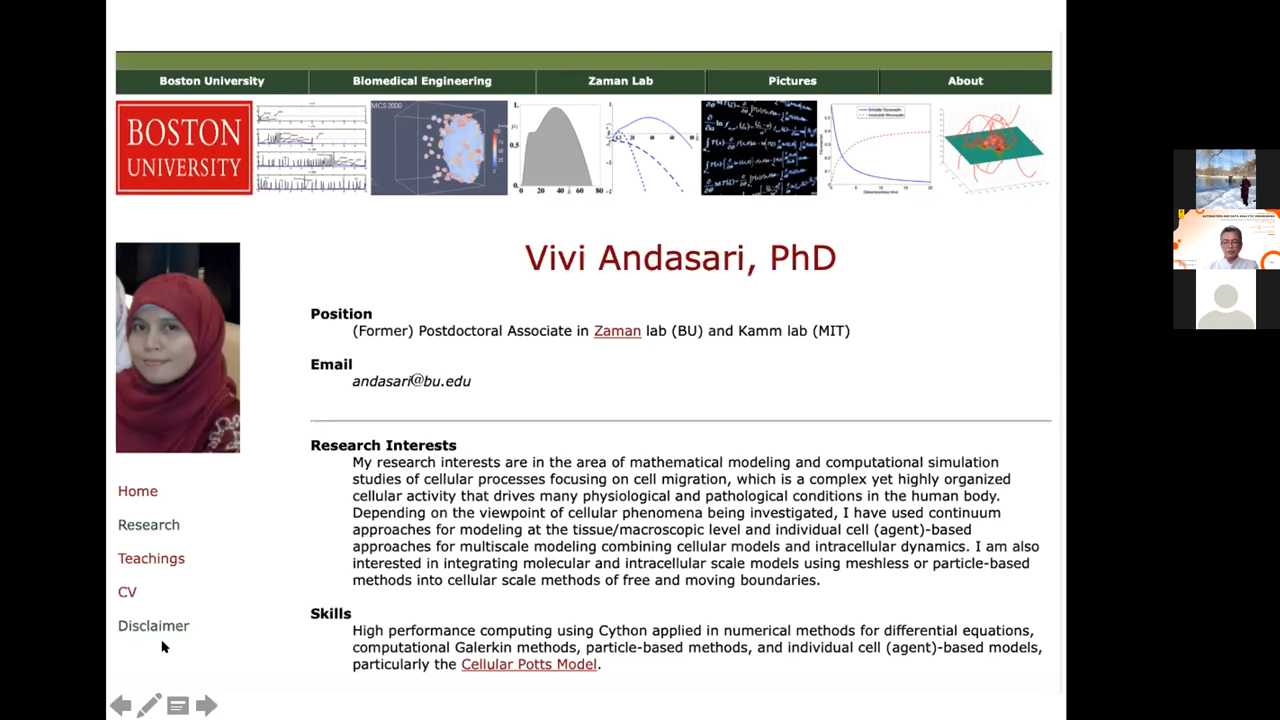 Boston University
Biomedical Engineering
Zaman Lab
Pictures
About
BOSTON
UNIVERSITY
MCS 2000
Vivi Andasari, PhD
Position
(Former) Postdoctoral Associate in Zaman lab (BU) and Kamm lab (MIT)
Email
andasari@bu.edu
Home
Research
Teachings
CV
Disclaimer
Research Interests
My research interests are in the area of mathematical modeling and computational simulation
studies of cellular processes focusing on cell migration, which is a complex yet highly organized
cellular activity that drives many physiological and pathological conditions in the human body.
Depending on the viewpoint of cellular phenomena being investigated, I have used continuum
approaches for modeling at the tissue/macroscopic level and individual cell (agent)-based
approaches for multiscale modeling combining cellular models and intracellular dynamics. I am also
interested in integrating molecular and intracellular scale models using meshless or particle-based
methods into cellular scale methods of free and moving boundaries.
Skills
High performance computing using Cython applied in numerical methods for differential equations,
computational Galerkin methods, particle-based methods, and individual cell (agent)-based models,
particularly the Cellular Potts Model.